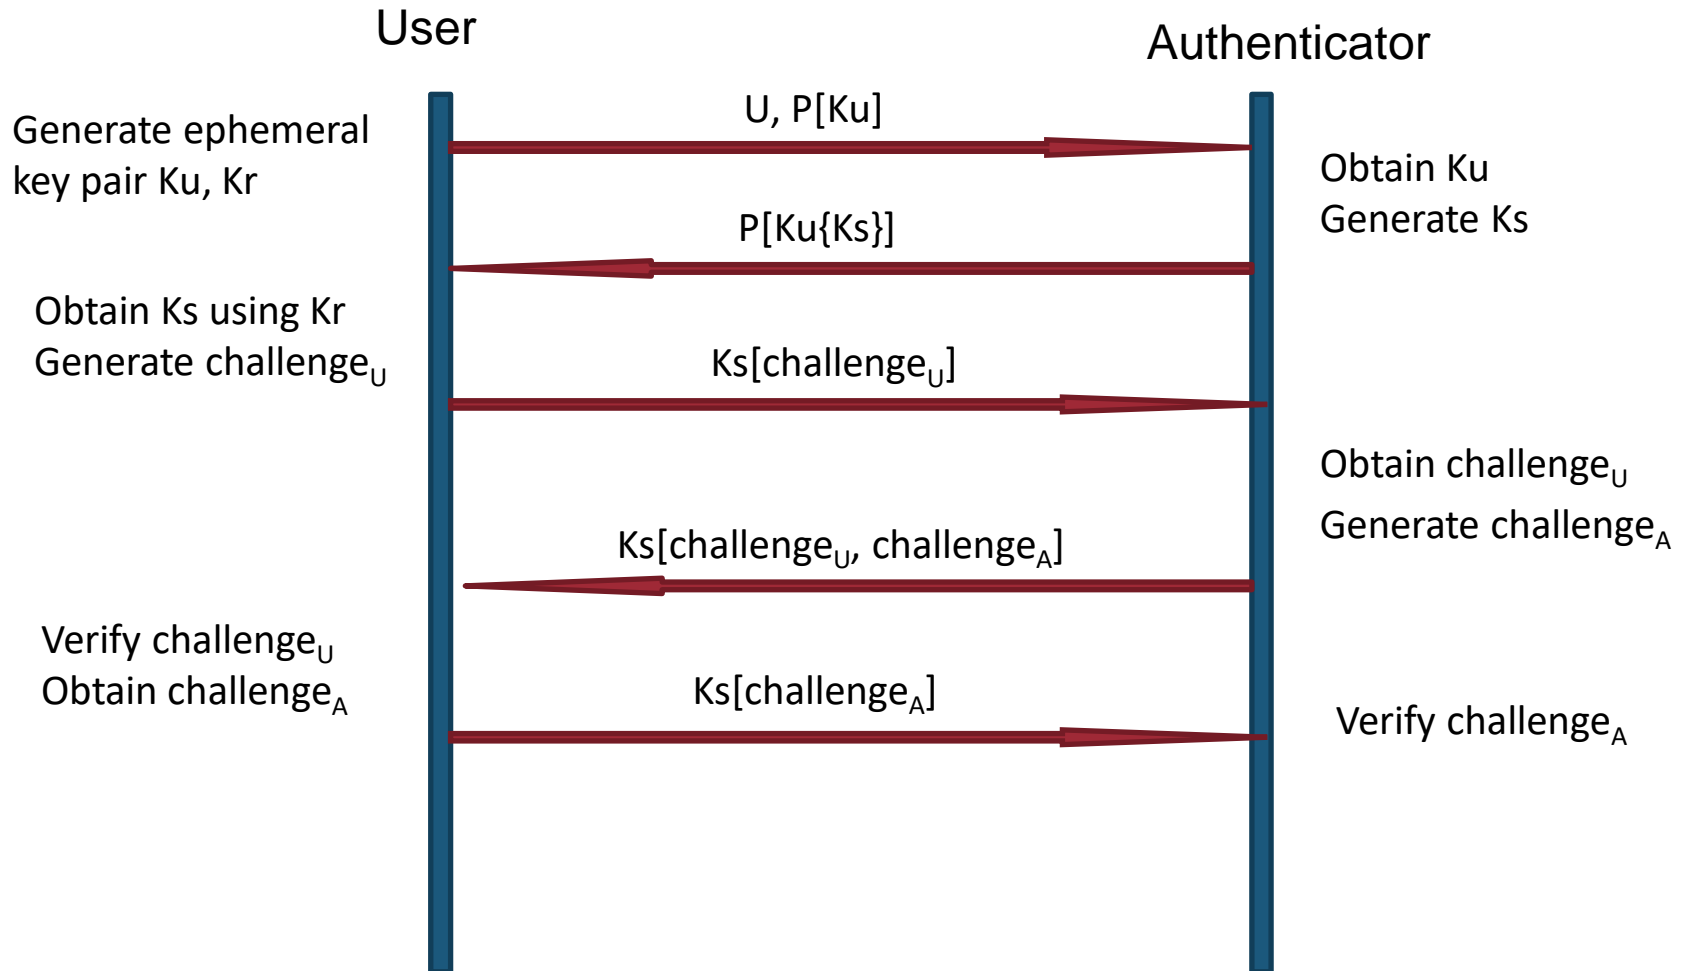 User
Authenticator
U, P[Ku]
Generate ephemeral
key pair Ku, Kr
Obtain Ku
Generate Ks
P[Ku{Ks}]
Obtain Ks using Kr
Generate challengeU
Ks[challengeU]
Obtain challengeU
Generate challengeA
Ks[challengeU, challengeA]
Verify challengeU
Obtain challengeA
Ks[challengeA]
Verify challengeA